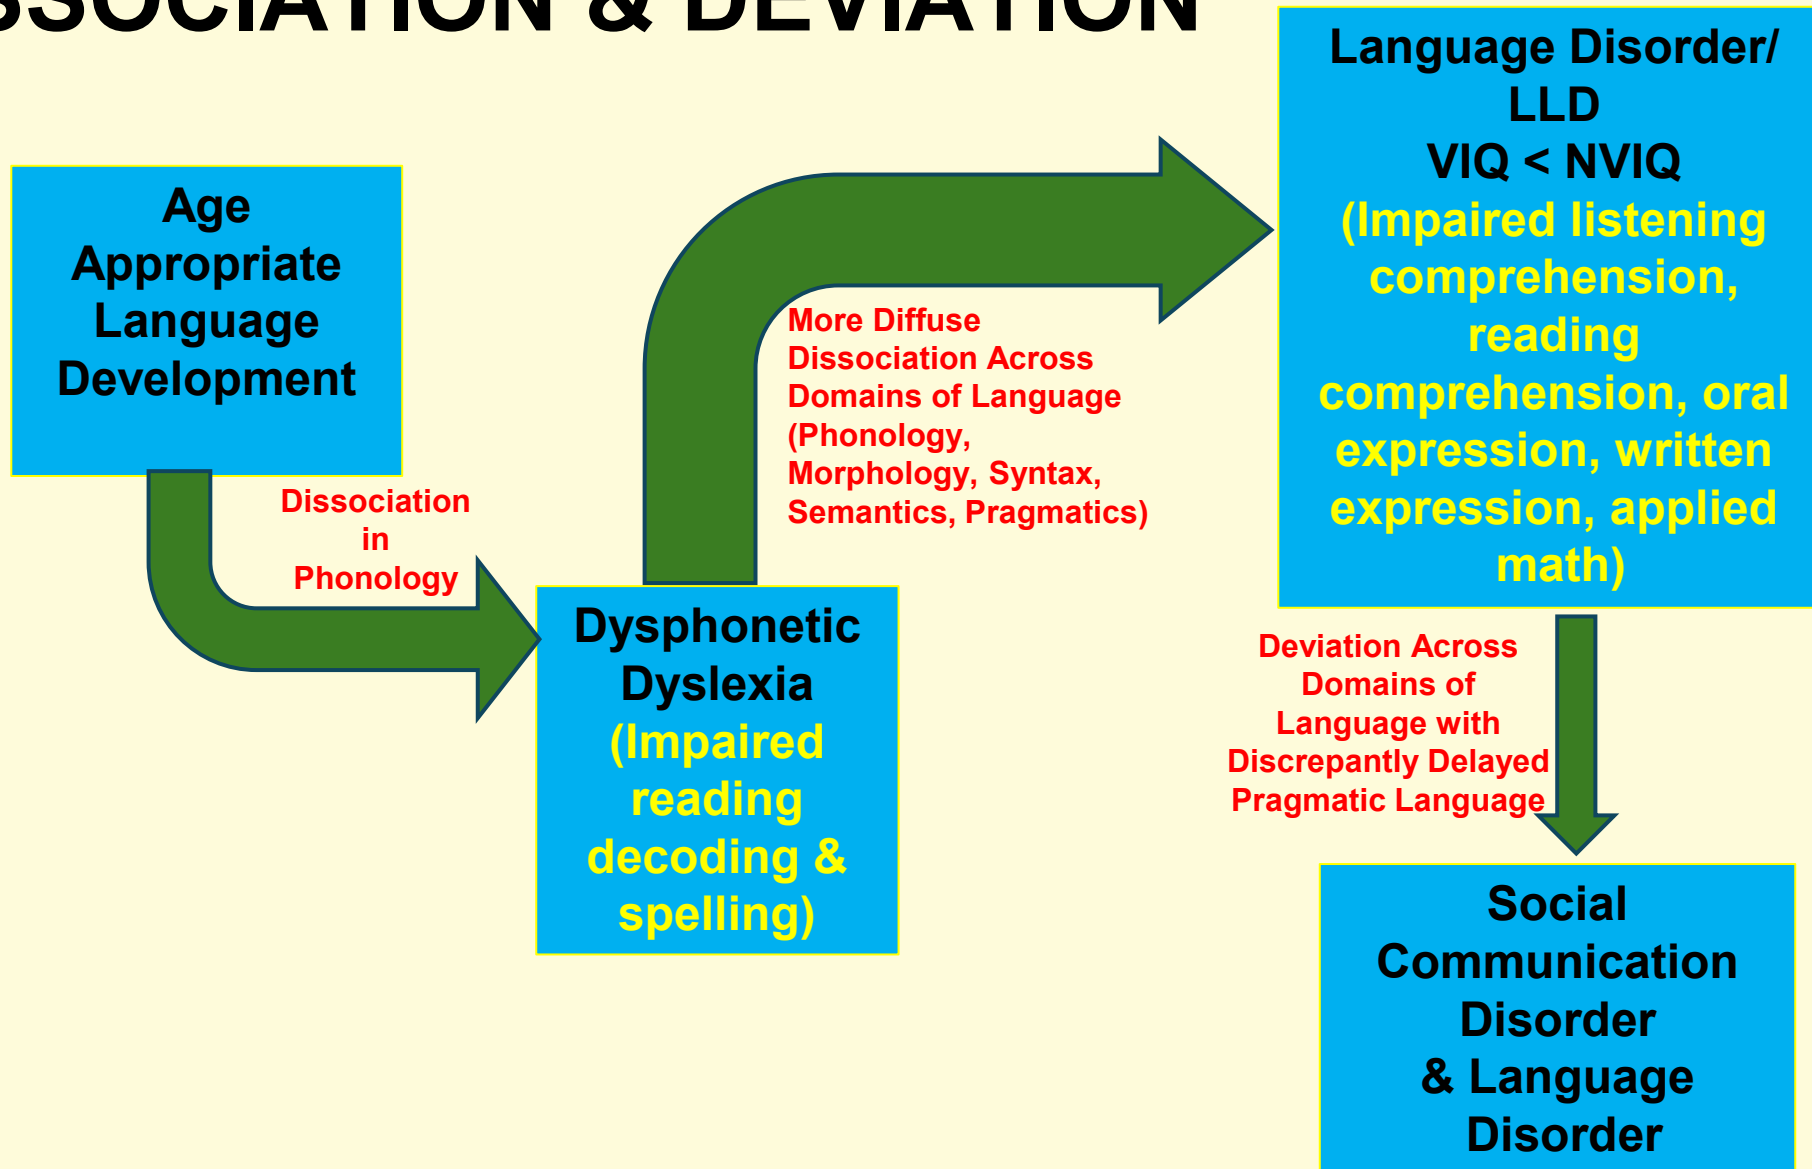 SSOCIATION & DEVIATION
Age
Appropriate
Language
Development
Dissociation
in
Phonology
Dysphonetic
Dyslexia
(Impaired
reading
decoding &
spelling)
More Diffuse
Dissociation Across
Domains of Language
(Phonology,
Morphology, Syntax,
Semantics, Pragmatics)
Language Disorder/
LLD
VIQ < NVIQ
(Impaired listening
comprehension,
reading
comprehension, oral
expression, written
expression, applied
math)
Deviation Across
Domains of
Language with
Discrepantly Delayed
Pragmatic Language
Social
Communication
Disorder
& Language
Disorder